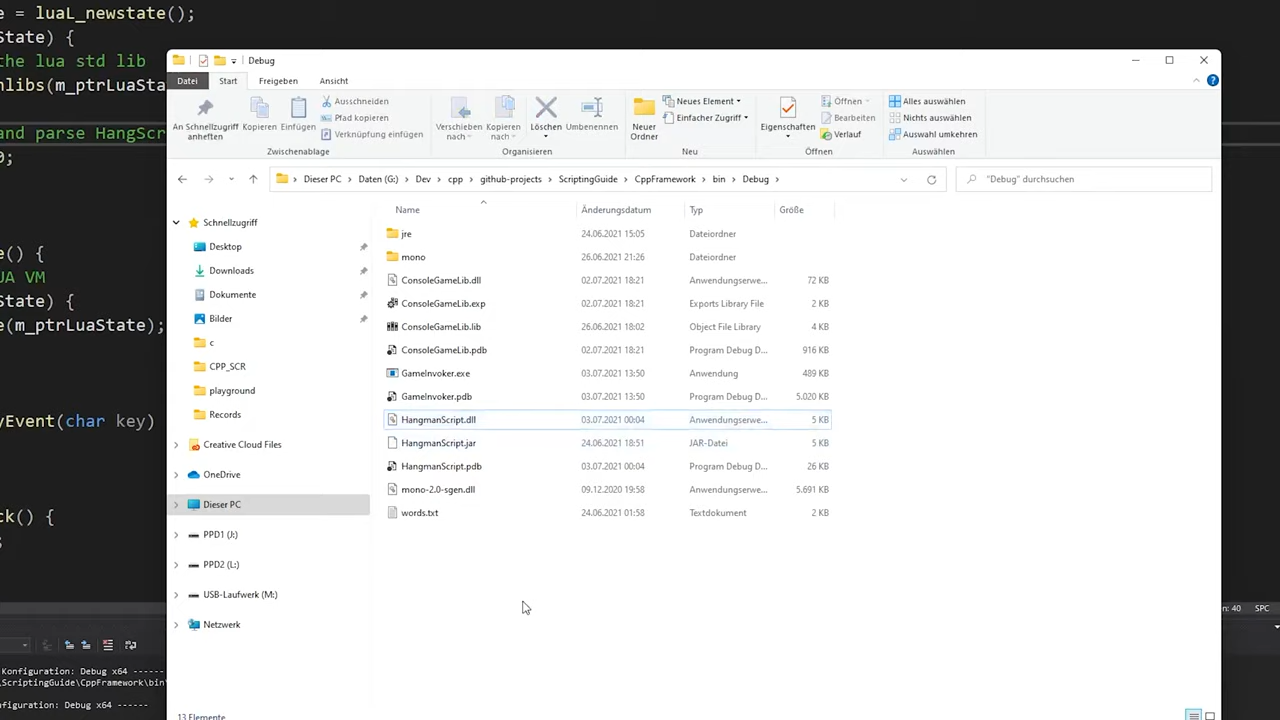 = luaL_newstate();
State) {
the lua std lib
nlibs(m_ptrLuaSta
and parse HangScr
0;
e() {
JA VM
State) {
e(m_ptrLuaState);
yEvent(char key)
ck() {
n: 40 SPC
Konfiguration: Debug x64 ------
\ScriptingGuide\CppFramework\bin\
figuration: Debug x64 ------
Debug
Datei Start Freigeben Ansicht
An Schnellzugriff anheften
Kopieren
Einfügen
Ausschneiden
Pfad kopieren
Verknüpfung einfügen
Zwischenablage
Verschieben nach
Kopieren nach
Löschen
Umbenennen
Organisieren
Neuer Ordner
Neues Element
Einfacher Zugriff
Neu
Eigenschaften
Öffnen
Bearbeiten
Verlauf
Öffnen
Alles auswählen
Nichts auswählen
Auswahl umkehren
Auswählen
Dieser PC > Daten (G:) > Dev > cpp > github-projects > ScriptingGuide > CppFramework > bin > Debug >
"Debug" durchsuchen
Schnellzugriff
Desktop
Downloads
Dokumente
Bilder
c
CPP_SCR
playground
Records
Creative Cloud Files
OneDrive
Dieser PC
PPD1 (J:)
PPD2 (L:)
USB-Laufwerk (M:)
Netzwerk
Name Änderungsdatum Typ Größe
jre 24.06.2021 15:05 Dateiordner
mono 26.06.2021 21:26 Dateiordner
ConsoleGameLib.dll 02.07.2021 18:21 Anwendungserwe... 72 KB
ConsoleGameLib.exp 02.07.2021 18:21 Exports Library File 2 KB
ConsoleGameLib.lib 26.06.2021 18:02 Object File Library 4 KB
ConsoleGameLib.pdb 02.07.2021 18:21 Program Debug D... 916 KB
GameInvoker.exe 03.07.2021 13:50 Anwendung 489 KB
GameInvoker.pdb 03.07.2021 13:50 Program Debug D... 5.020 KB
HangmanScript.dll 03.07.2021 00:04 Anwendungserwe... 5 KB
HangmanScript.jar 24.06.2021 18:51 JAR-Datei 5 KB
HangmanScript.pdb 03.07.2021 00:04 Program Debug D... 26 KB
mono-2.0-sgen.dll 09.12.2020 19:58 Anwendungserwe... 5.691 KB
words.txt 24.06.2021 01:58 Textdokument 2 KB
13 Elemente